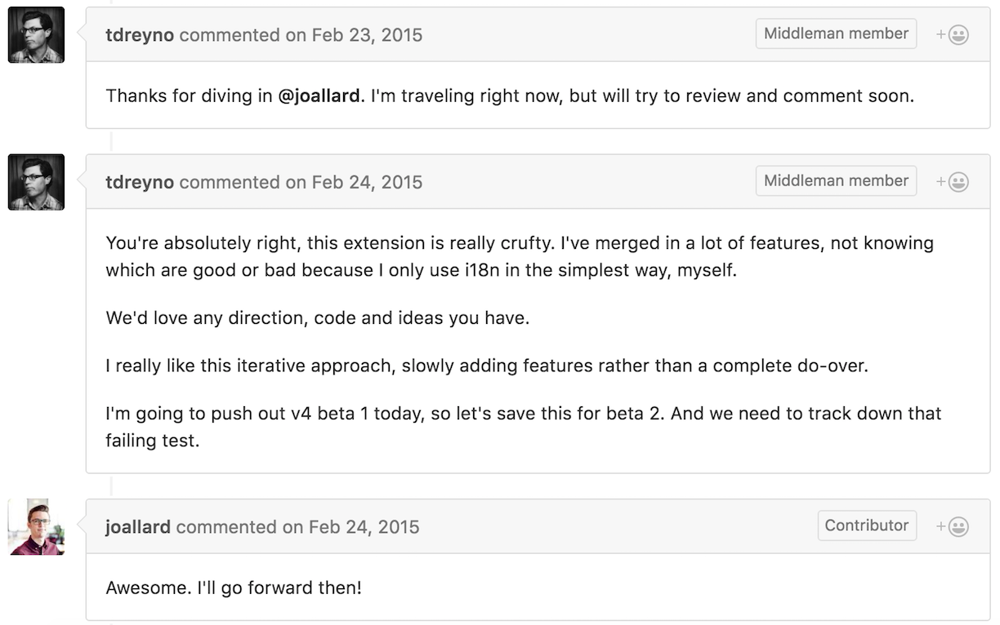 tdreyno commented on Feb 23, 2015
Middleman member
Thanks for diving in @joallard. I'm traveling right now, but will try to review and comment soon.
tdreyno commented on Feb 24, 2015
Middleman member
You're absolutely right, this extension is really crufty. I've merged in a lot of features, not knowing
which are good or bad because I only use i18n in the simplest way, myself.
We'd love any direction, code and ideas you have.
I really like this iterative approach, slowly adding features rather than a complete do-over.
I'm going to push out v4 beta 1 today, so let's save this for beta 2. And we need to track down that
failing test.
joallard commented on Feb 24, 2015
Contributor
Awesome. I'll go forward then!